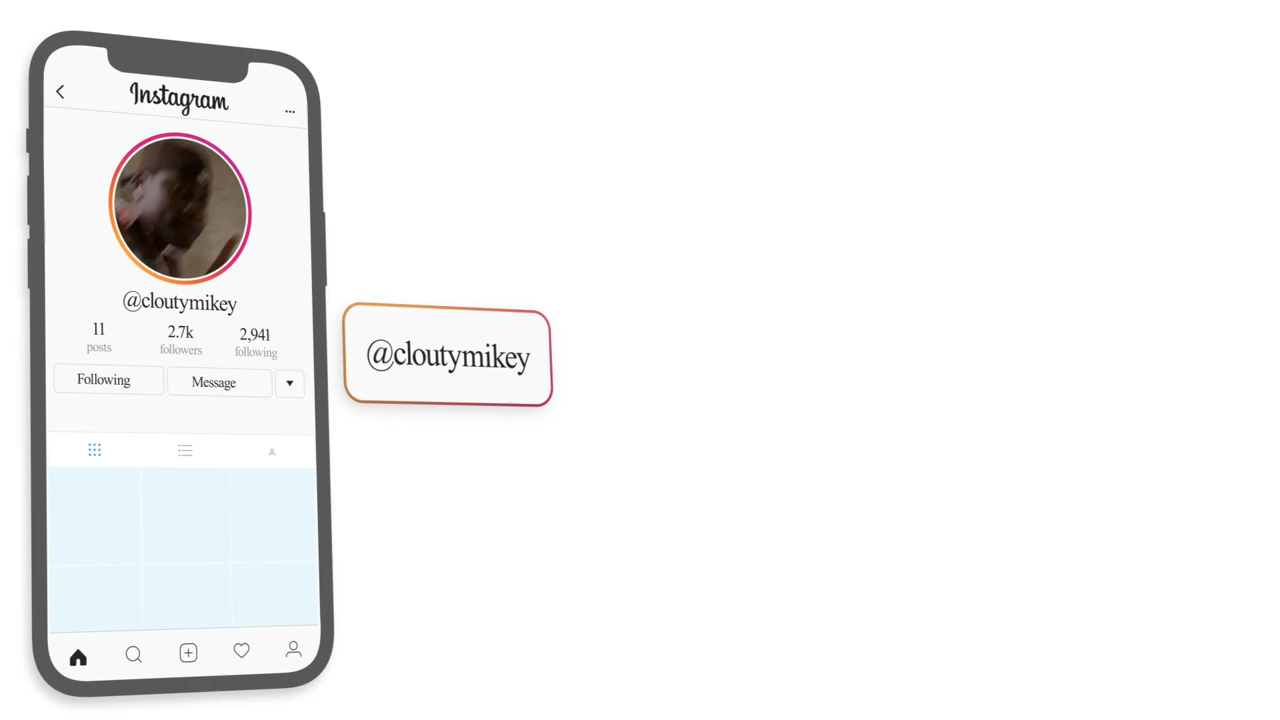 Instagram
...
@cloutymikey
11 2.7k 2,941
posts followers following
Following Message
@cloutymikey